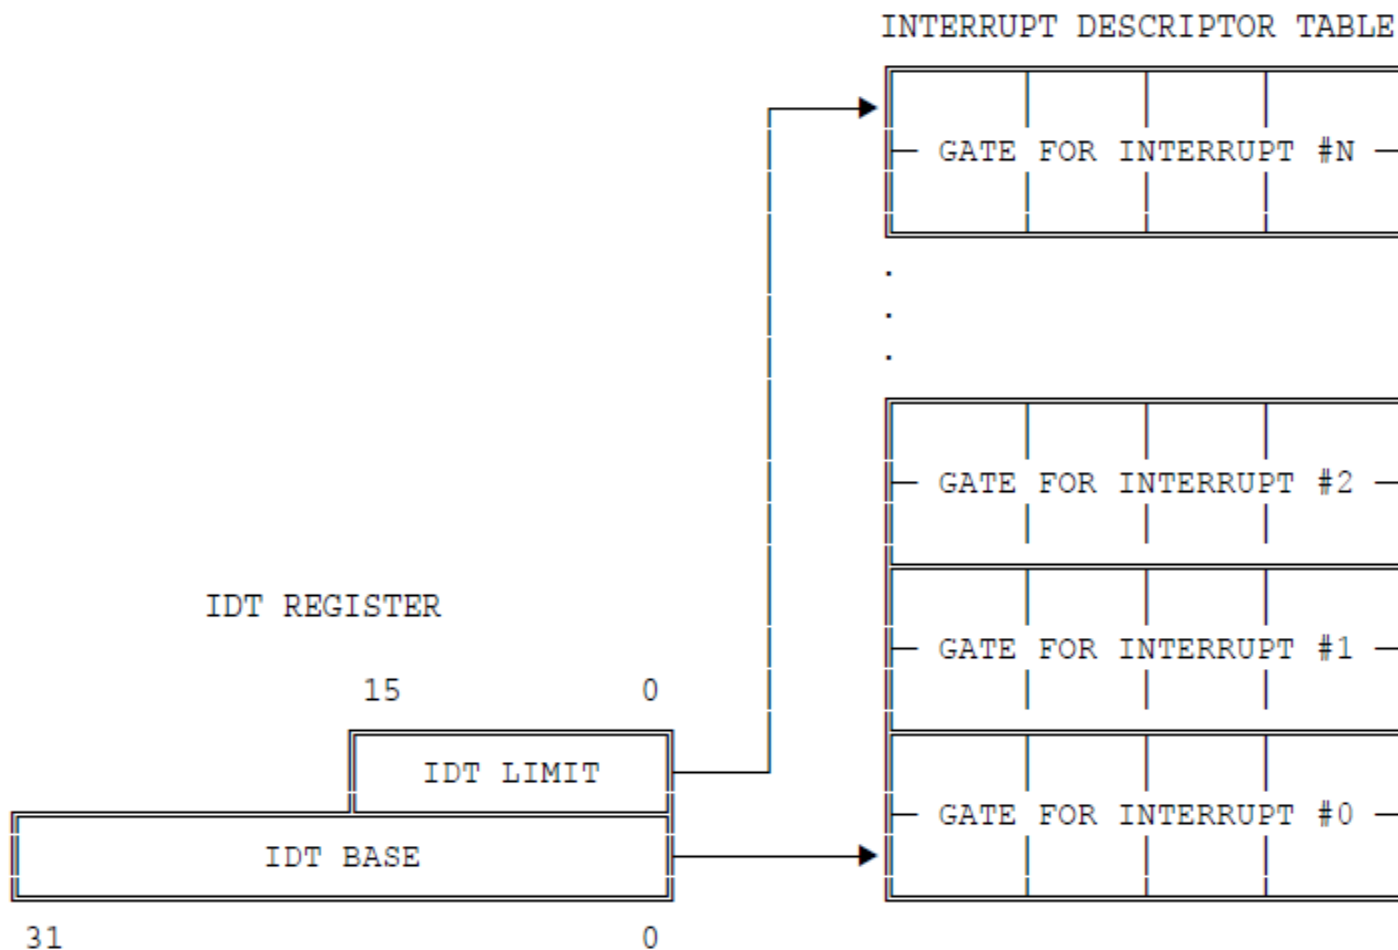 INTERRUPT DESCRIPTOR TABLE
GATE FOR INTERRUPT #N
.
.
.
GATE FOR INTERRUPT #2
IDT REGISTER
GATE FOR INTERRUPT #1
15 0
IDT LIMIT
GATE FOR INTERRUPT #0
IDT BASE
31 0